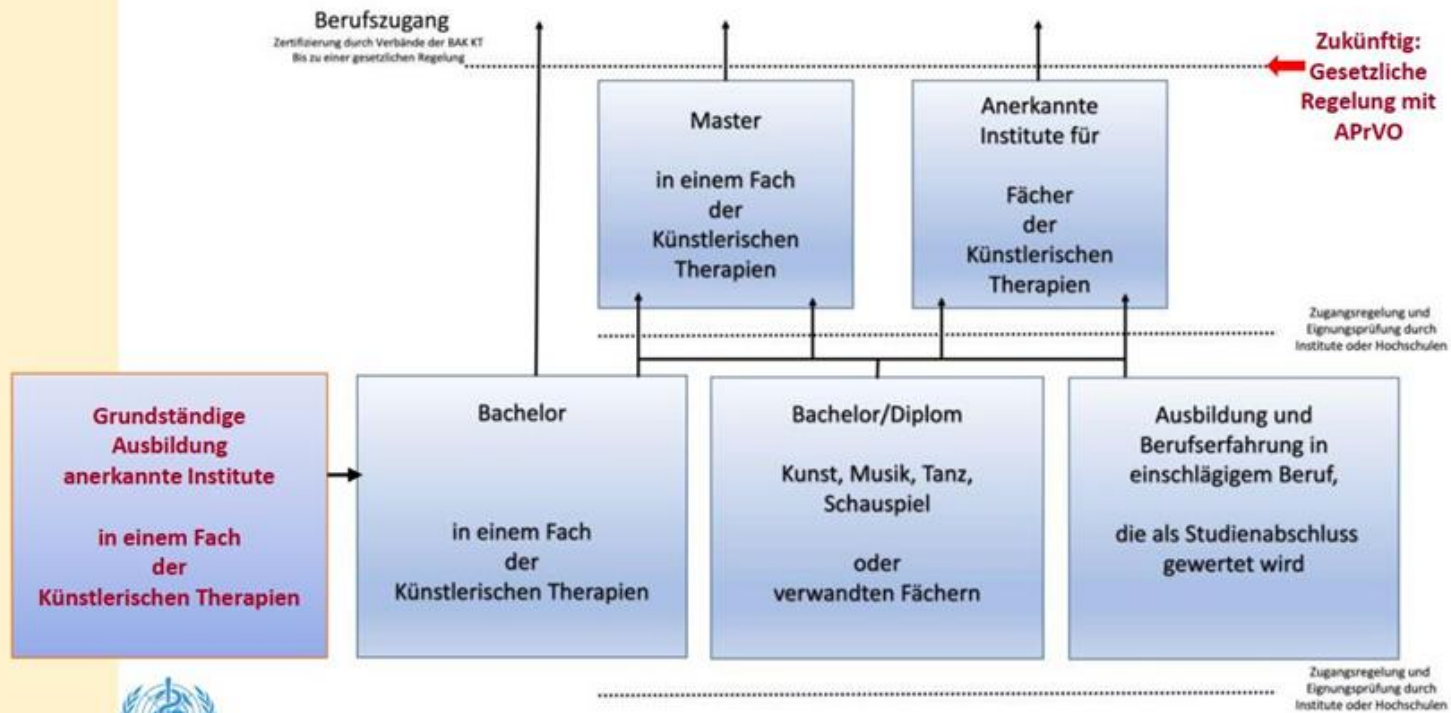 Berufszugang
Zertifizierung durch Verbände der BAK KT
Bis zu einer gesetzlichen Regelung
Zukünftig:
Gesetzliche
Regelung mit
APrVO
Master
in einem Fach
der
Künstlerischen
Therapien
Anerkannte
Institute für
Fächer
der
Künstlerischen
Therapien
Zugangsregelung und
Eignungsprüfung durch
Institute oder Hochschulen
Grundständige
Ausbildung
anerkannte Institute
in einem Fach
der
Künstlerischen Therapien
Bachelor
in einem Fach
der
Künstlerischen Therapien
Bachelor/Diplom
Kunst, Musik, Tanz,
Schauspiel
oder
verwandten Fächern
Ausbildung und
Berufserfahrung in
einschlägigem Beruf,
die als Studienabschluss
gewertet wird
Zugangsregelung und
Eignungsprüfung durch
Institute oder Hochschulen